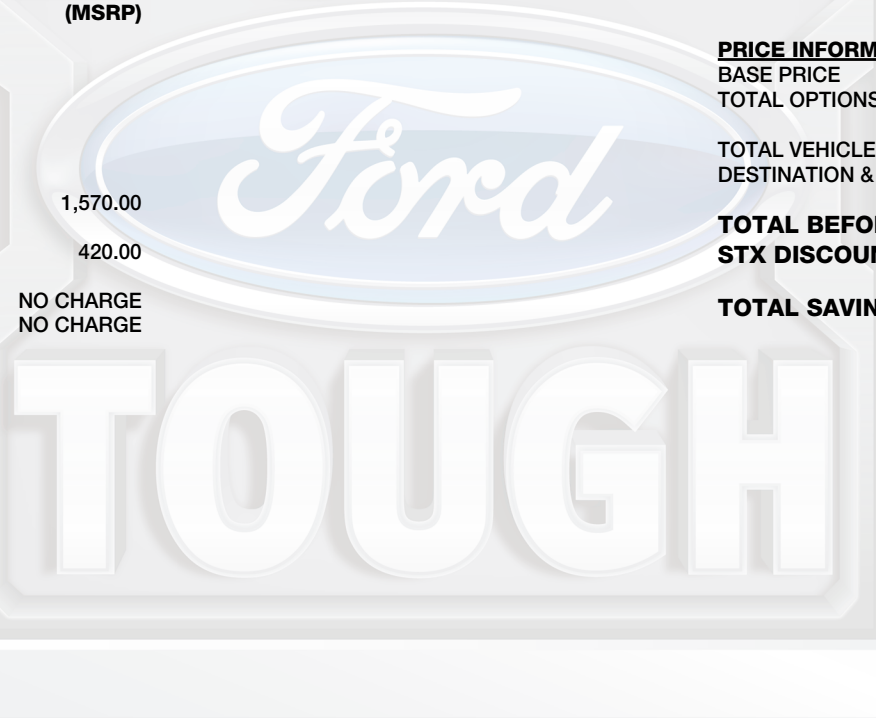 (MSRP)
1,570.00
420.00
NO CHARGE
NO CHARGE
PRICE INFORM
BASE PRICE
TOTAL OPTIONS
TOTAL VEHICLE
DESTINATION &
TOTAL BEFO
STX DISCOU
TOTAL SAVIN
Ford
TOUGH